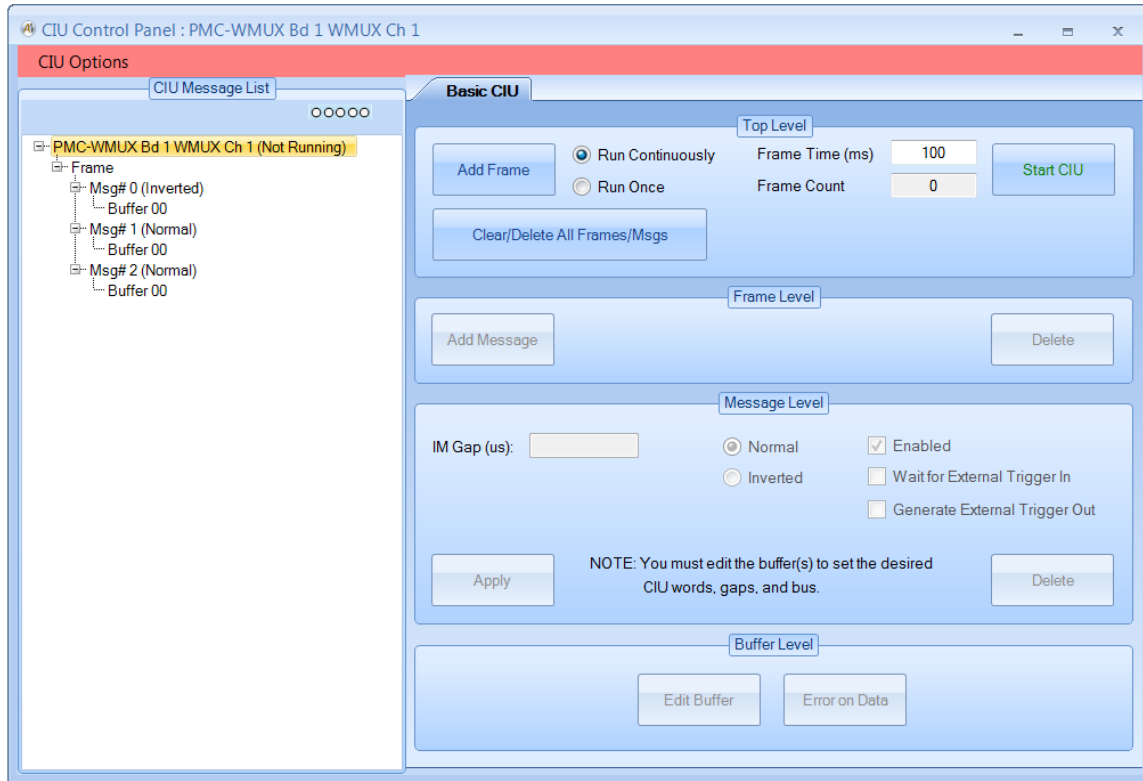 CIU Control Panel : PMC-WMUX Bd 1 WMUX Ch 1
CIU Options
CIU Message List
PMC-WMUX Bd 1 WMUX Ch 1 (Not Running)
Frame
Msg# 0 (Inverted)
Buffer 00
Msg# 1 (Normal)
Buffer 00
Msg# 2 (Normal)
Buffer 00
Basic CIU
Top Level
Add Frame
Run Continuously
Run Once
Frame Time (ms) 100
Frame Count 0
Start CIU
Clear/Delete All Frames/Msgs
Frame Level
Add Message
Delete
Message Level
IM Gap (us):
Normal
Inverted
Enabled
Wait for External Trigger In
Generate External Trigger Out
Apply
NOTE: You must edit the buffer(s) to set the desired
CIU words, gaps, and bus.
Delete
Buffer Level
Edit Buffer
Error on Data